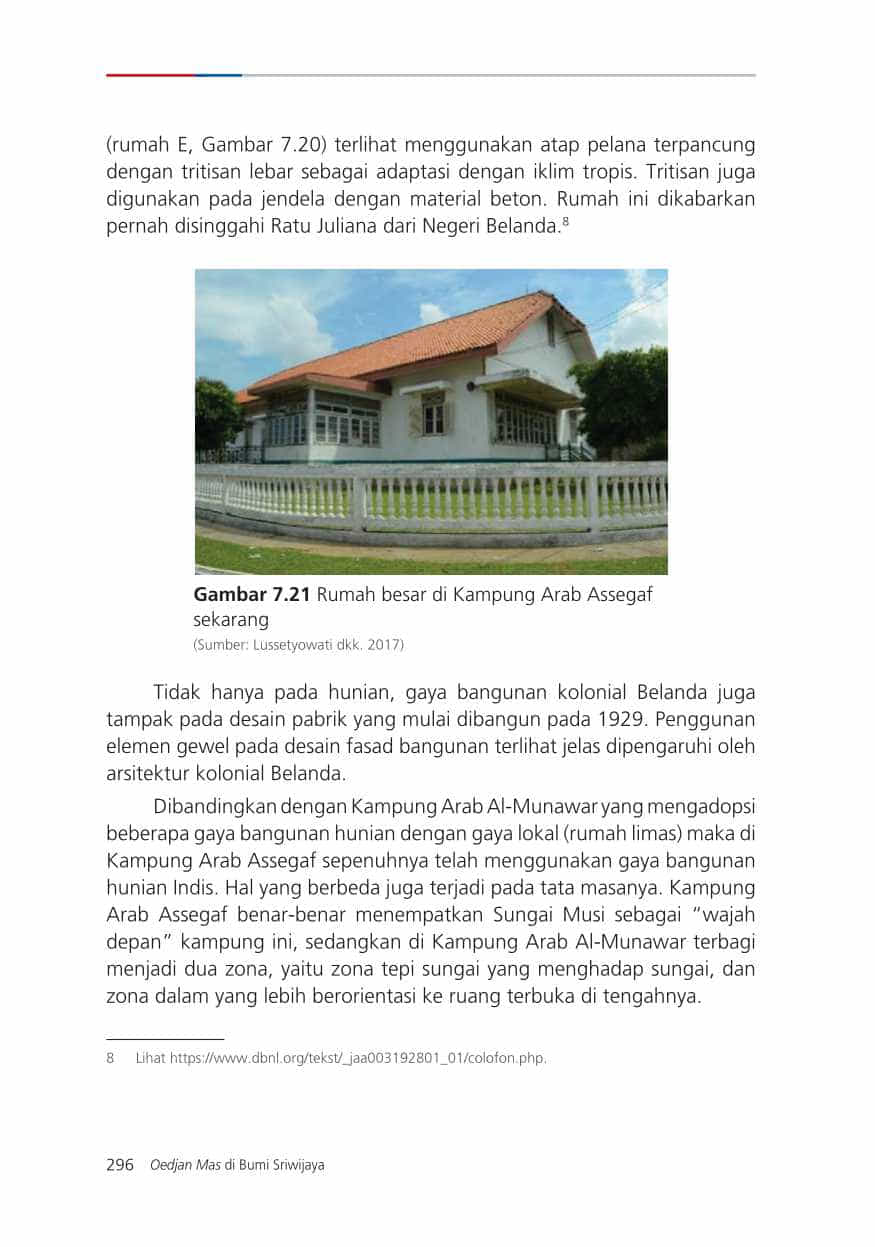 (rumah E, Gambar 7.20) terlihat menggunakan atap pelana terpancung
dengan tritisan lebar sebagai adaptasi dengan iklim tropis. Tritisan juga
digunakan pada jendela dengan material beton. Rumah ini dikabarkan
pernah disinggahi Ratu Juliana dari Negeri Belanda.8
Gambar 7.21 Rumah besar di Kampung Arab Assegaf
sekarang
(Sumber: Lussetyowati dkk. 2017)
Tidak hanya pada hunian, gaya bangunan kolonial Belanda juga
tampak pada desain pabrik yang mulai dibangun pada 1929. Penggunan
elemen gewel pada desain fasad bangunan terlihat jelas dipengaruhi oleh
arsitektur kolonial Belanda.
Dibandingkan dengan Kampung Arab Al-Munawar yang mengadopsi
beberapa gaya bangunan hunian dengan gaya lokal (rumah limas) maka di
Kampung Arab Assegaf sepenuhnya telah menggunakan gaya bangunan
hunian Indis. Hal yang berbeda juga terjadi pada tata masanya. Kampung
Arab Assegaf benar-benar menempatkan Sungai Musi sebagai “wajah
depan” kampung ini, sedangkan di Kampung Arab Al-Munawar terbagi
menjadi dua zona, yaitu zona tepi sungai yang menghadap sungai, dan
zona dalam yang lebih berorientasi ke ruang terbuka di tengahnya.
8 Lihat https://www.dbnl.org/tekst/_jaa003192801_01/colofon.php.
296 Oedjan Mas di Bumi Sriwijaya